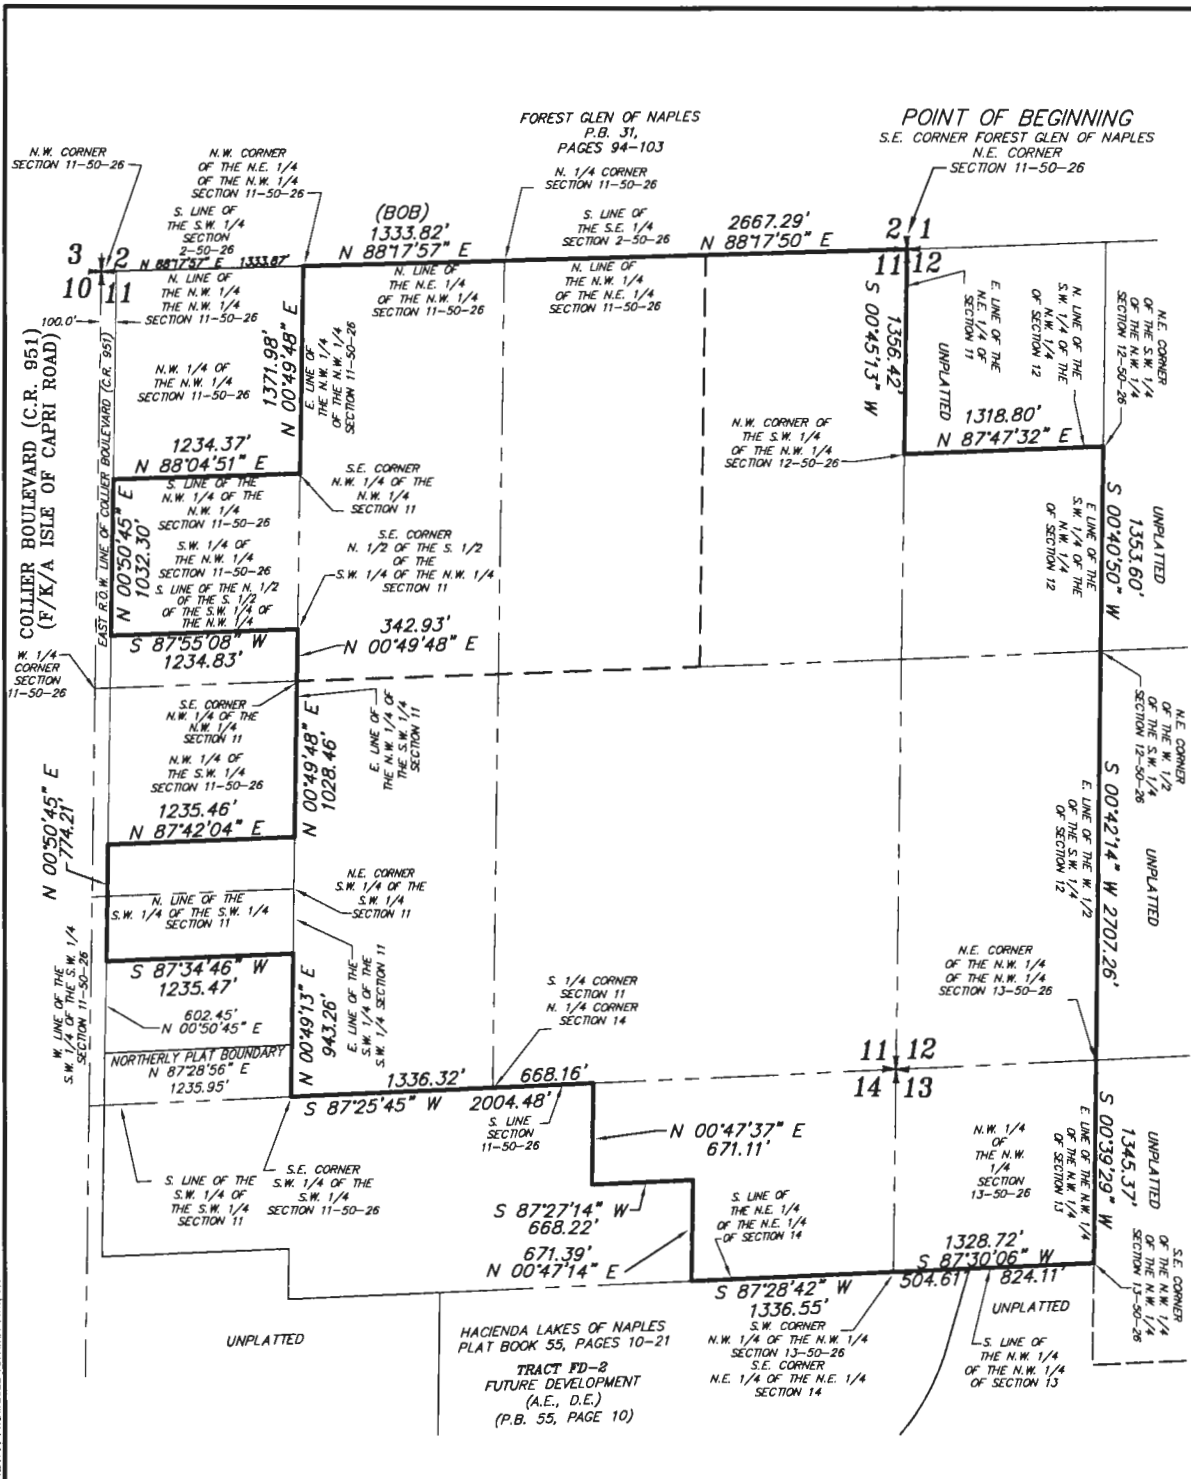 FOREST GLEN OF NAPLES
P.B. 31,
PAGES 94-103
POINT OF BEGINNING
S.E. CORNER FOREST GLEN OF NAPLES
N.E. CORNER
SECTION 11-50-26
N.W. CORNER
SECTION 11-50-26
N.W. CORNER
OF THE N.E. 1/4
OF THE N.W. 1/4
SECTION 11-50-26
N. 1/4 CORNER
SECTION 11-50-26
S. LINE OF
THE S.W. 1/4
SECTION
2-50-26
(BOB)
1333.82'
N 88°17'57" E
S. LINE OF
THE S.E. 1/4
SECTION 2-50-26
2667.29'
N 88°17'50" E
2 1
11 12
3 2
10 11
N 88°17'57" E 1333.87'
N. LINE OF
THE N.W. 1/4
THE N.W. 1/4
SECTION 11-50-26
100.0'
N. LINE OF
THE N.E. 1/4
OF THE N.W. 1/4
SECTION 11-50-26
N. LINE OF
THE N.E. 1/4
OF THE N.E. 1/4
SECTION 11-50-26
COLLIER BOULEVARD (C.R. 951)
(F/K/A ISLE OF CAPRI ROAD)
EAST R.O.W. LINE OF COLLIER BOULEVARD (C.R. 951)
N.W. 1/4 OF
THE N.W. 1/4
SECTION 11-50-26
1371.98'
N 00°49'48" E
E. LINE OF
THE N.W. 1/4
OF THE N.W. 1/4
SECTION 11-50-26
S 00°45'13" W
1356.42'
E. LINE OF THE
N.E. 1/4 OF
SECTION 11
UNPLATTED
N. LINE OF THE
S.W. 1/4 OF THE
N.W. 1/4
OF SECTION 12
N.E. CORNER
OF THE S.W. 1/4
OF THE N.W. 1/4
SECTION 12-50-26
1318.80'
N 87°47'32" E
N.W. CORNER OF
THE S.W. 1/4
OF THE N.W. 1/4
SECTION 12-50-26
1234.37'
N 88°04'51" E
S. LINE OF THE
N.W. 1/4 OF THE
N.W. 1/4
SECTION 11-50-26
S.E. CORNER
N.W. 1/4 OF THE
N.W. 1/4
SECTION 11
N 00°50'45" E
1032.30'
S.W. 1/4 OF
THE N.W. 1/4
SECTION 11-50-26
S. LINE OF THE N. 1/2
OF THE S. 1/2
OF THE S.W. 1/4 OF
THE N.W. 1/4
S.E. CORNER
N. 1/2 OF THE S. 1/2
OF THE
S.W. 1/4 OF THE N.W. 1/4
SECTION 11
S 00°40'50" W
1353.60'
UNPLATTED
E. LINE OF THE
S.W. 1/4 OF THE
N.W. 1/4
OF SECTION 12
S 87°55'08" W
1234.83'
342.93'
N 00°49'48" E
W. 1/4
CORNER
SECTION
11-50-26
S.E. CORNER
N.W. 1/4 OF THE
N.W. 1/4
SECTION 11
E. LINE OF
THE N.W. 1/4 OF
THE S.W. 1/4
SECTION 11
N.E. CORNER
OF THE W. 1/2
OF THE S.W. 1/4
SECTION 12-50-26
N.W. 1/4 OF
THE S.W. 1/4
SECTION 11-50-26
N 00°49'48" E
1028.46'
1235.46'
N 87°42'04" E
N 00°50'45" E
774.21'
S 00°42'14" W 2707.26'
E. LINE OF THE W. 1/2
OF THE S.W. 1/4
OF SECTION 12
UNPLATTED
N.E. CORNER
S.W. 1/4 OF THE
S.W. 1/4
SECTION 11
N. LINE OF THE
S.W. 1/4 OF THE S.W. 1/4
SECTION 11
S 87°34'46" W
1235.47'
W. LINE OF THE
S.W. 1/4 OF THE S.W. 1/4
SECTION 11-50-26
N 00°49'13" E
943.26'
E. LINE OF THE
S.W. 1/4 OF THE
S.W. 1/4 SECTION 11
602.45'
N 00°50'45" E
NORTHERLY PLAT BOUNDARY
N 87°28'56" E
1235.95'
S. 1/4 CORNER
SECTION 11
N. 1/4 CORNER
SECTION 14
N.E. CORNER
OF THE N.W. 1/4
OF THE N.W. 1/4
SECTION 13-50-26
11 12
14 13
1336.32'
668.16'
S 87°25'45" W
2004.48'
S. LINE
SECTION
11-50-26
N 00°47'37" E
671.11'
N.W. 1/4
OF
THE N.W.
1/4
SECTION
13-50-26
S 00°39'29" W
1345.37'
UNPLATTED
E. LINE OF THE N.W. 1/4
OF THE N.W. 1/4
OF SECTION 13
S. LINE OF THE
S.W. 1/4 OF
THE S.W. 1/4
SECTION 11
S.E. CORNER
S.W. 1/4 OF THE
S.W. 1/4
SECTION 11-50-26
S 87°27'14" W
668.22'
671.39'
N 00°47'14" E
S. LINE OF
THE N.E. 1/4
OF THE N.E. 1/4
OF SECTION 14
S.E. CORNER
OF THE N.W. 1/4
OF THE N.W. 1/4
SECTION 13-50-26
1328.72'
S 87°30'06" W
504.61' 824.11'
S 87°28'42" W
1336.55'
S.W. CORNER
N.W. 1/4 OF THE N.W. 1/4
SECTION 13-50-26
S.E. CORNER
N.E. 1/4 OF THE N.E. 1/4
SECTION 14
UNPLATTED
S. LINE OF
THE N.W. 1/4
OF THE N.W. 1/4
OF SECTION 13
UNPLATTED
HACIENDA LAKES OF NAPLES
PLAT BOOK 55, PAGES 10-21
TRACT FD-2
FUTURE DEVELOPMENT
(A.E., D.E.)
(P.B. 55, PAGE 10)